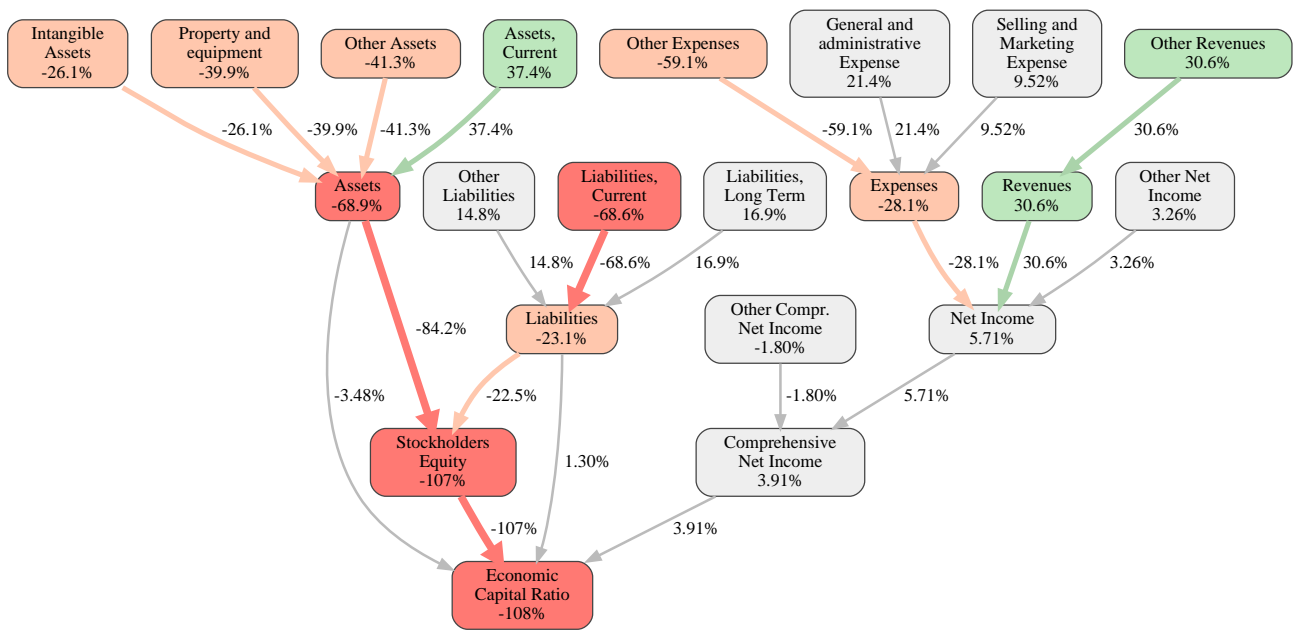 Intangible
Assets
-26.1%
Property and
equipment
-39.9%
Other Assets
-41.3%
Assets,
Current
37.4%
Other Expenses
-59.1%
General and
administrative
Expense
21.4%
Selling and
Marketing
Expense
9.52%
Other Revenues
30.6%
-26.1%
-39.9%
-41.3%
37.4%
-59.1%
21.4%
9.52%
30.6%
Assets
-68.9%
Other
Liabilities
14.8%
Liabilities,
Current
-68.6%
Liabilities,
Long Term
16.9%
Expenses
-28.1%
Revenues
30.6%
Other Net
Income
3.26%
14.8%
-68.6%
16.9%
-28.1%
30.6%
3.26%
-84.2%
Liabilities
-23.1%
Other Compr.
Net Income
-1.80%
Net Income
5.71%
-3.48%
-22.5%
-1.80%
5.71%
Stockholders
Equity
-107%
1.30%
Comprehensive
Net Income
3.91%
-107%
3.91%
Economic
Capital Ratio
-108%